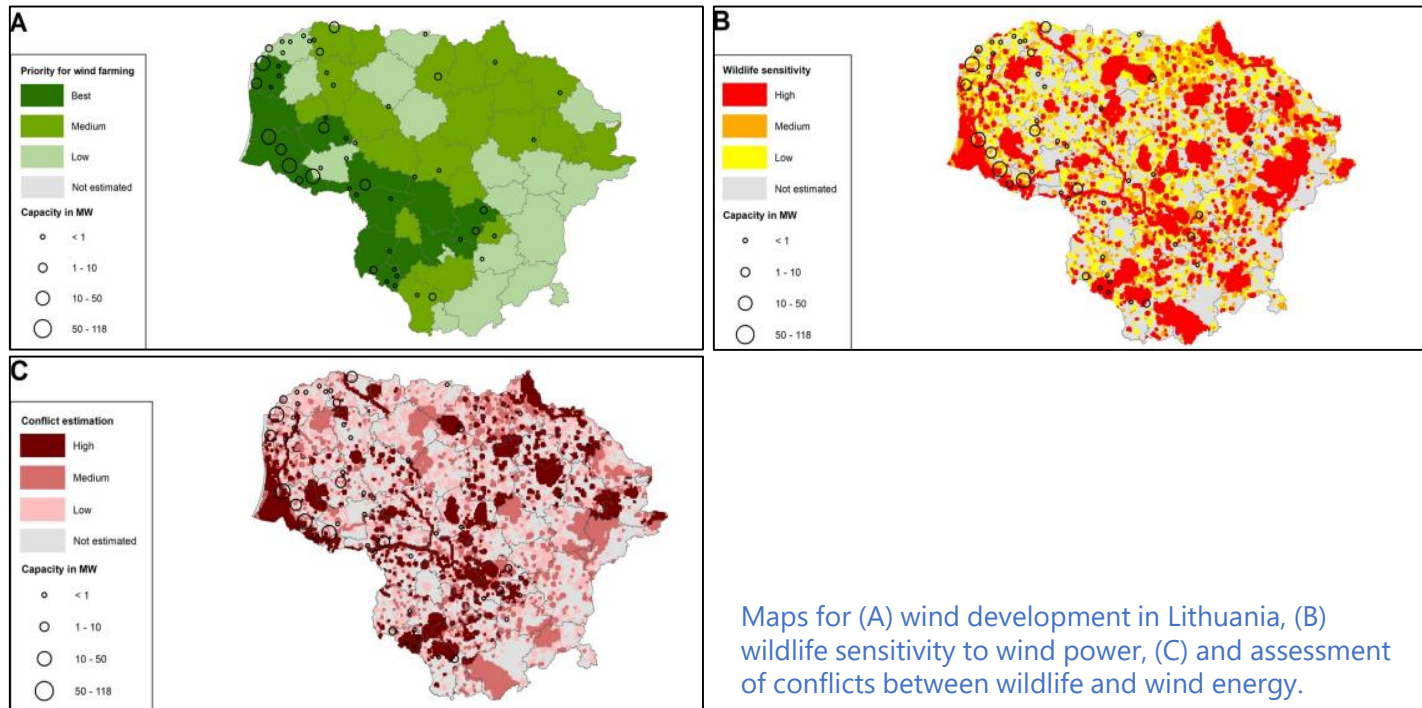 A
Priority for wind farming
Best
Medium
Low
Not estimated
Capacity in MW
< 1
1 - 10
10 - 50
50 - 118
B
Wildlife sensitivity
High
Medium
Low
Not estimated
Capacity in MW
< 1
1 - 10
10 - 50
50 - 118
C
Conflict estimation
High
Medium
Low
Not estimated
Capacity in MW
< 1
1 - 10
10 - 50
50 - 118
Maps for (A) wind development in Lithuania, (B)
wildlife sensitivity to wind power, (C) and assessment
of conflicts between wildlife and wind energy.